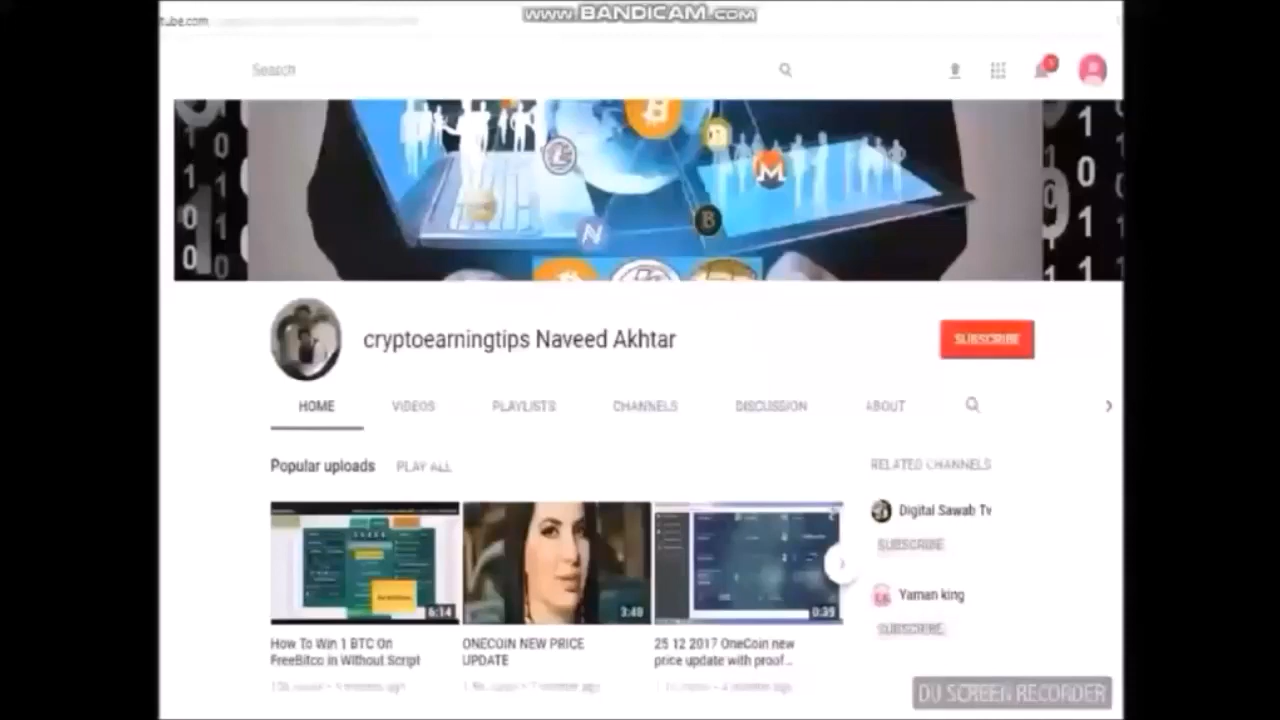 www.BANDICAM.com
tube.com
Search
cryptoearningtips Naveed Akhtar
SUBSCRIBE
HOME VIDEOS PLAYLISTS CHANNELS DISCUSSION ABOUT
Popular uploads PLAY ALL
RELATED CHANNELS
Digital Sawab Tv
SUBSCRIBE
Yaman king
SUBSCRIBE
6:14
3:48
0:39
How To Win 1 BTC On
FreeBitco in Without Script
ONECOIN NEW PRICE
UPDATE
25 12 2017 OneCoin new
price update with proof...
DU SCREEN RECORDER